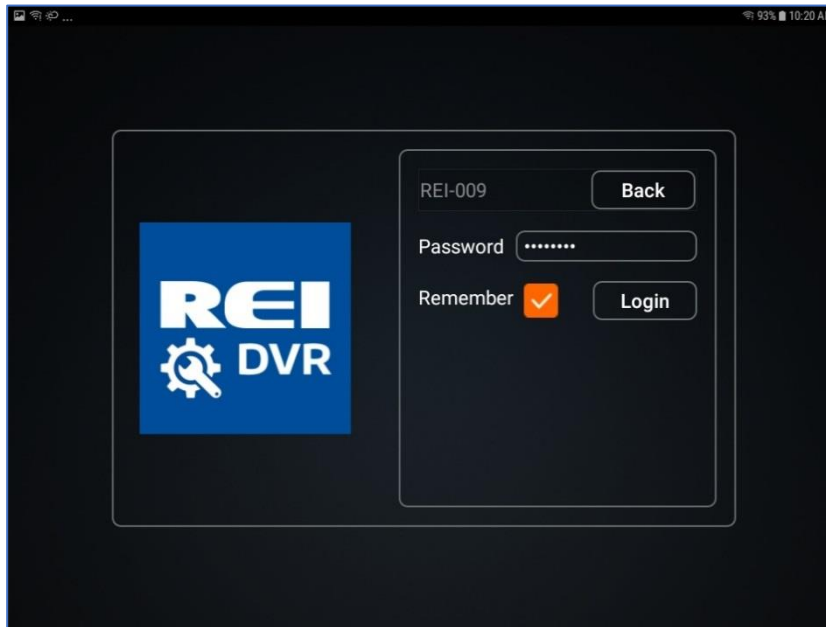 ... 93% 10:20 A
REI-009 Back
Password ••••••••
Remember Login
REI
DVR